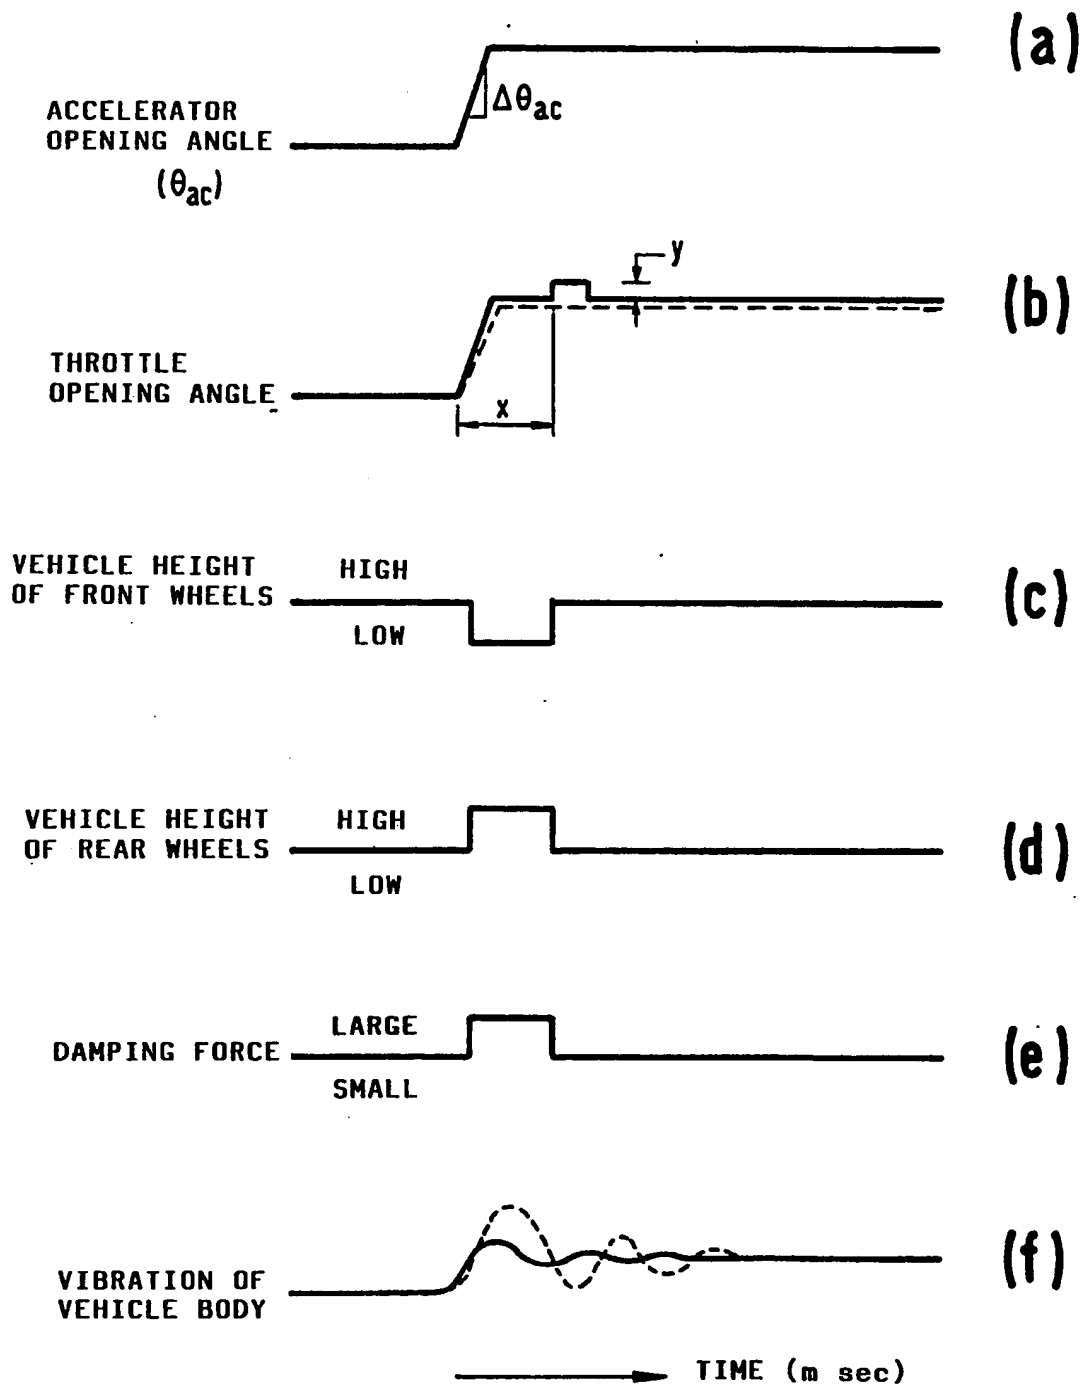 (a)
Δθac
ACCELERATOR
OPENING ANGLE
(θac)
y
(b)
THROTTLE
OPENING ANGLE
x
VEHICLE HEIGHT
OF FRONT WHEELS
HIGH
LOW
(c)
VEHICLE HEIGHT
OF REAR WHEELS
HIGH
LOW
(d)
DAMPING FORCE
LARGE
SMALL
(e)
VIBRATION OF
VEHICLE BODY
(f)
TIME (m sec)